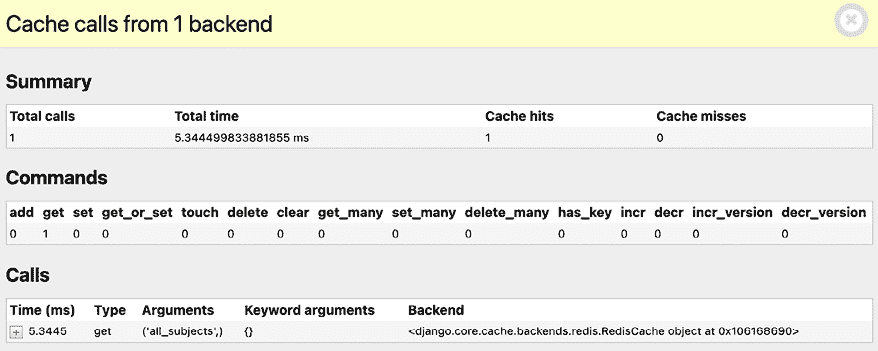 Cache calls from 1 backend
Summary
Total calls Total time Cache hits Cache misses
1 5.344499833881855 ms 1 0
Commands
add get set get_or_set touch delete clear get_many set_many delete_many has_key incr decr incr_version decr_version
0 1 0 0 0 0 0 0 0 0 0 0 0 0 0
Calls
Time (ms) Type Arguments Keyword arguments Backend
5.3445 get ('all_subjects',) {} <django.core.cache.backends.redis.RedisCache object at 0x106168690>